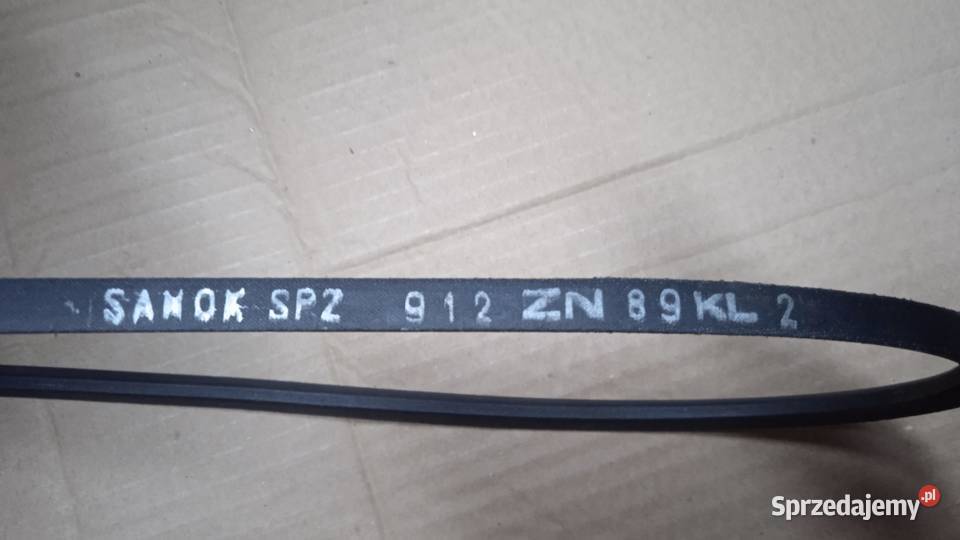 SANOK SPZ 912 ZN 89 KL 2
Sprzedajemy.pl